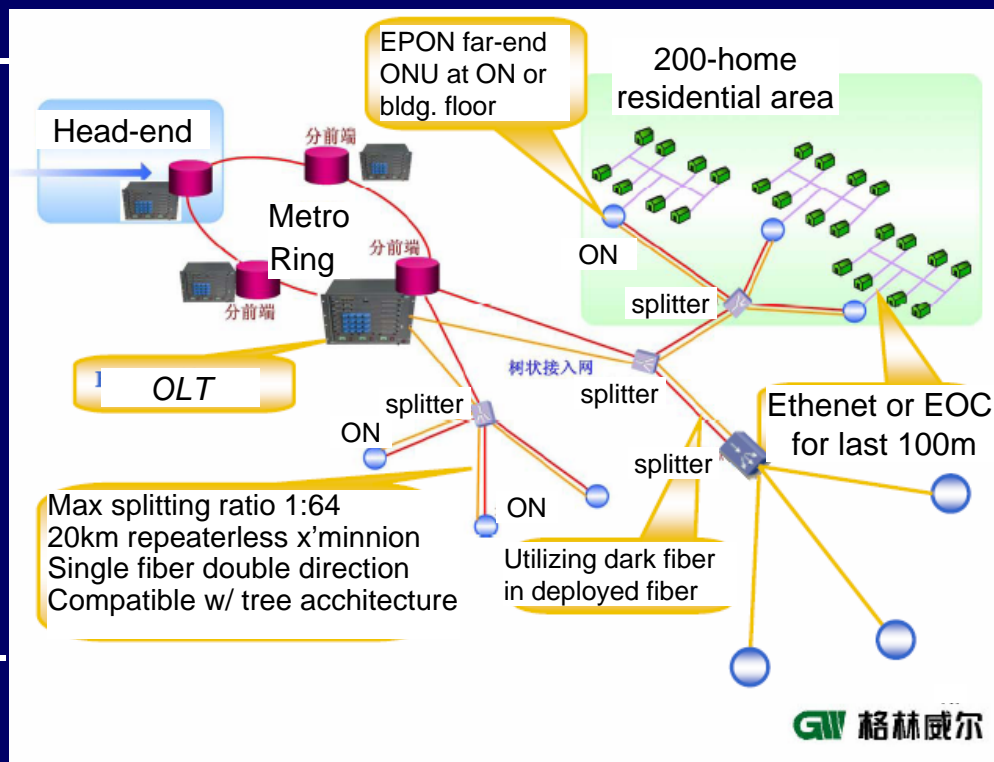 EPON far-end
ONU at ON or
bldg. floor
200-home
residential area
Head-end
分前端
Metro
Ring
分前端
分前端
ON
splitter
OLT
树状接入网
splitter
splitter
ON
Ethenet or EOC
for last 100m
splitter
Max splitting ratio 1:64
20km repeaterless x'minnion
Single fiber double direction
Compatible w/ tree acchitecture
ON
Utilizing dark fiber
in deployed fiber
GW 格林威尔